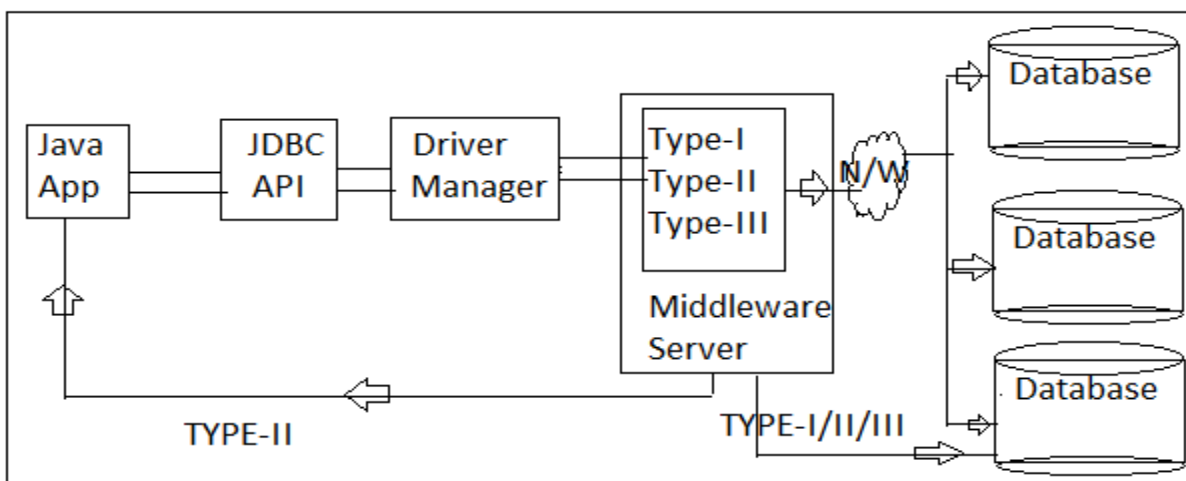 Java
App
JDBC
API
Driver
Manager
Type-I
Type-II
Type-III
Middleware
Server
N/W
Database
Database
Database
TYPE-II
TYPE-I/II/III